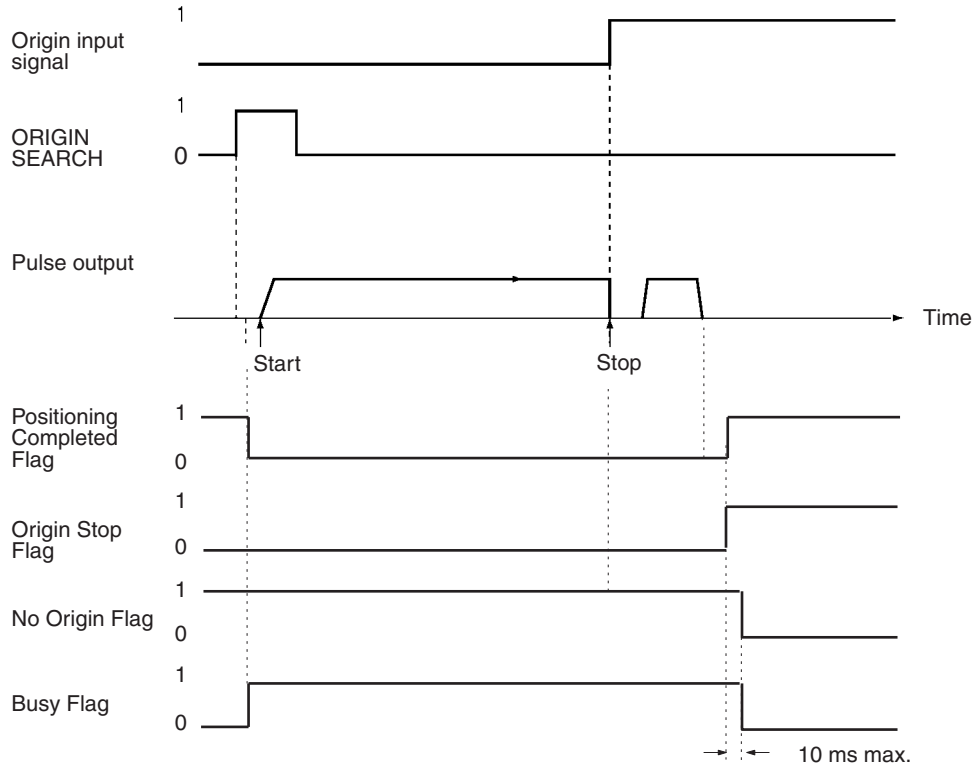 1
Origin input
signal
1
ORIGIN
SEARCH
0
Pulse output
Time
Start
Stop
Positioning
Completed
Flag
1
0
1
Origin Stop
Flag
0
1
No Origin Flag
0
1
Busy Flag
0
10 ms max.